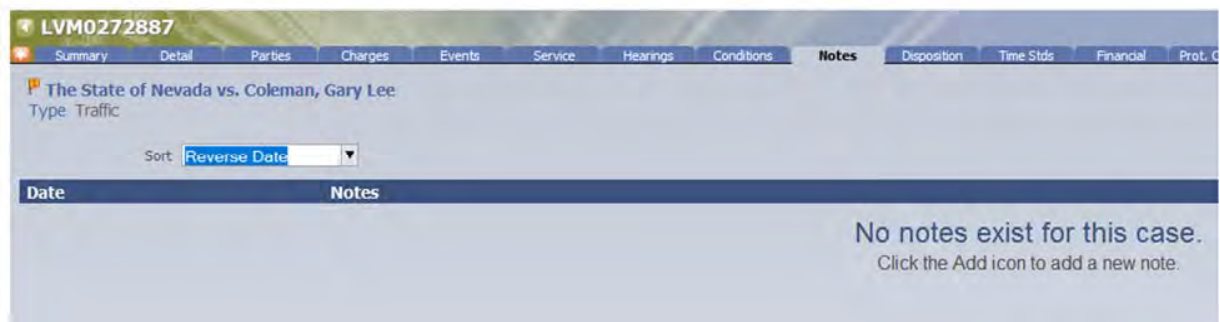 LVM0272887
Summary Detail Parties Charges Events Service Hearings Conditions Notes Disposition Time Stds Financial Prot.
The State of Nevada vs. Coleman, Gary Lee
Type Traffic
Sort Reverse Date
Date Notes
No notes exist for this case.
Click the Add icon to add a new note.